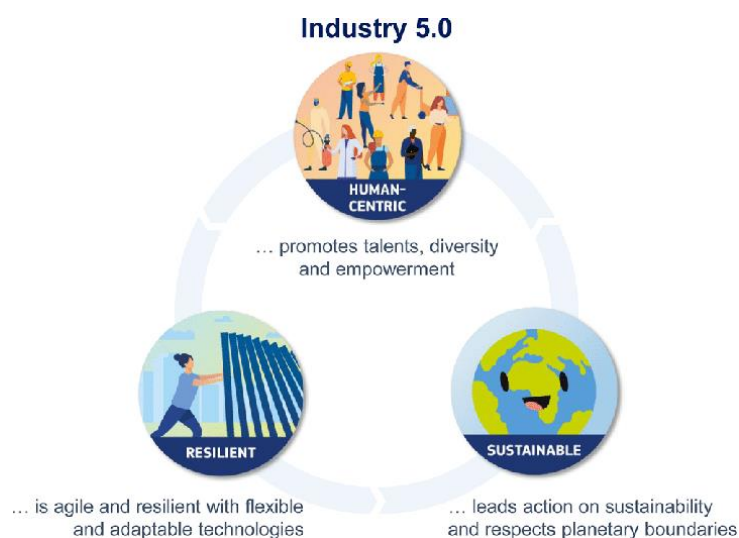 Industry 5.0
HUMAN-
CENTRIC
... promotes talents, diversity
and empowerment
RESILIENT
... is agile and resilient with flexible
and adaptable technologies
SUSTAINABLE
... leads action on sustainability
and respects planetary boundaries